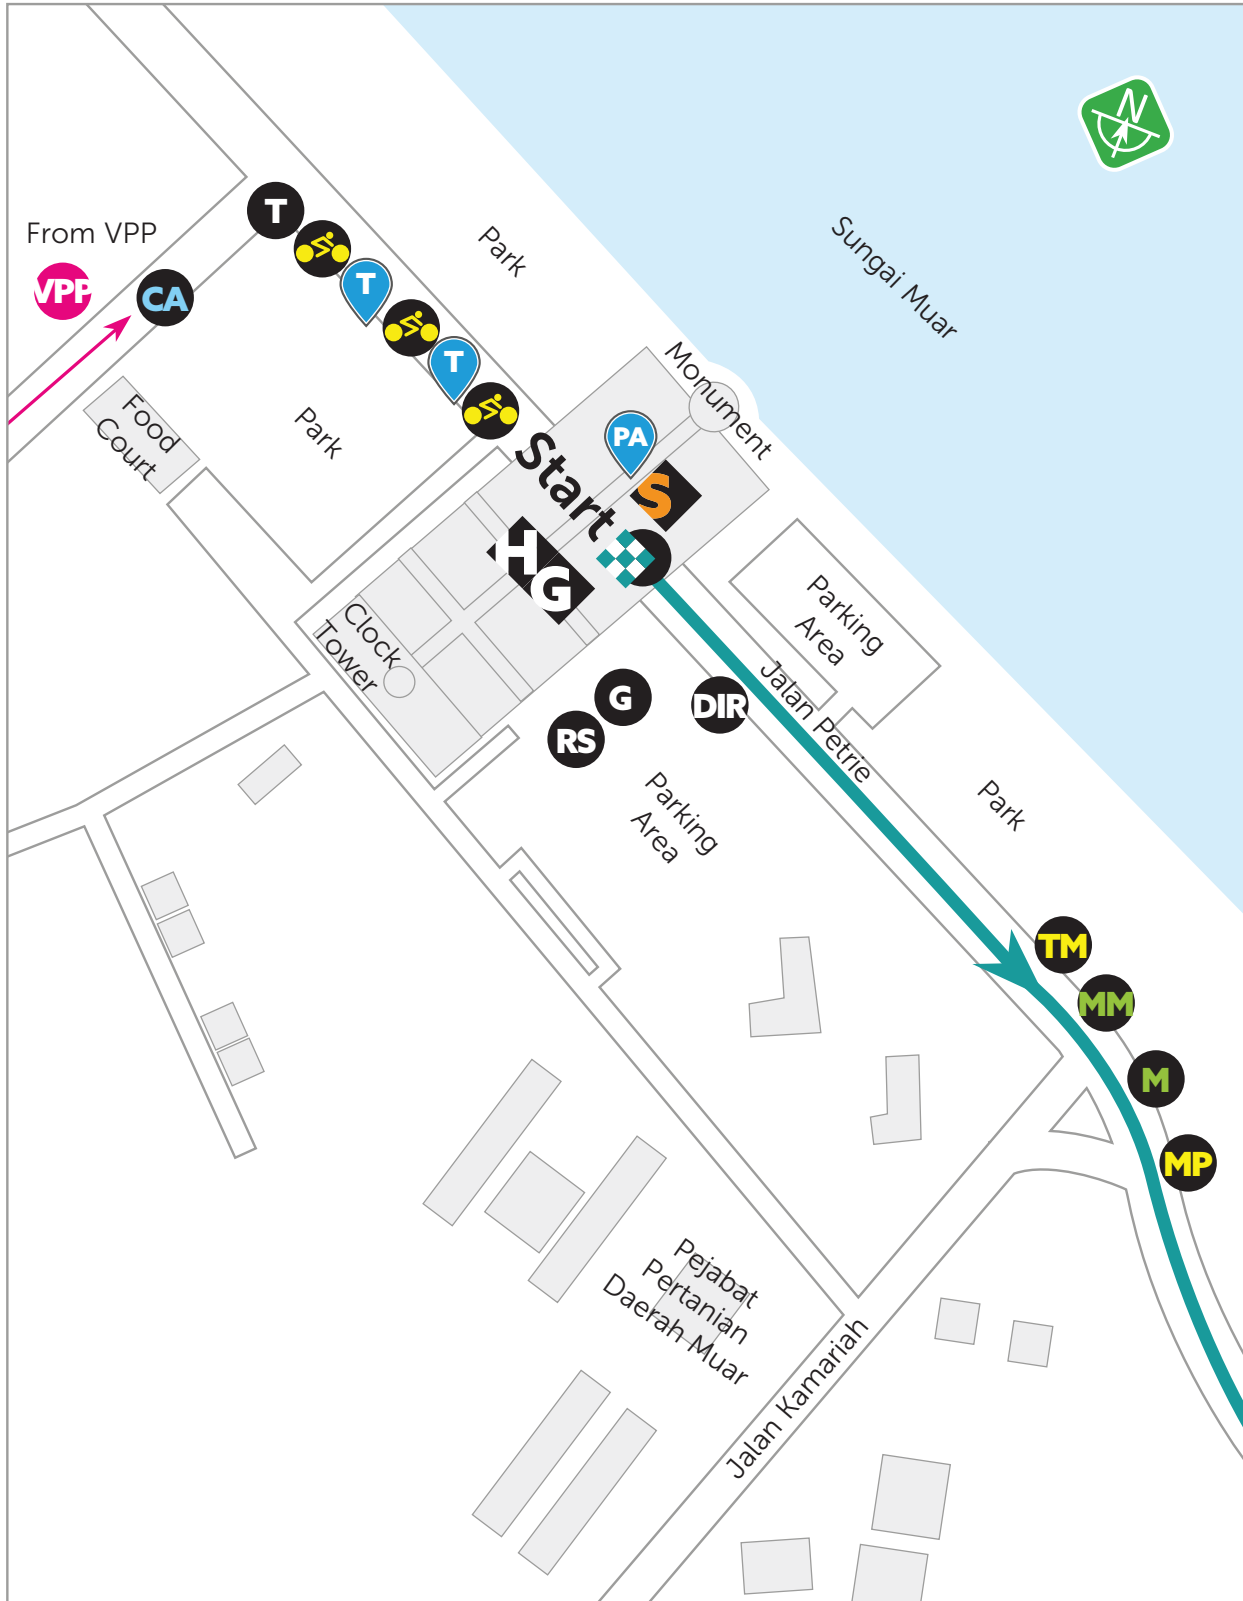 N
From VPP
VPP
CA
T
T
T
Park
Sungai Muar
Food
Court
Park
Monument
PA
Start
S
H
G
Clock
Tower
Parking
Area
G
RS
DIR
Jalan Petrie
Parking
Area
Park
TM
MM
M
MP
Pejabat
Pertanian
Daerah Muar
Jalan Kamariah